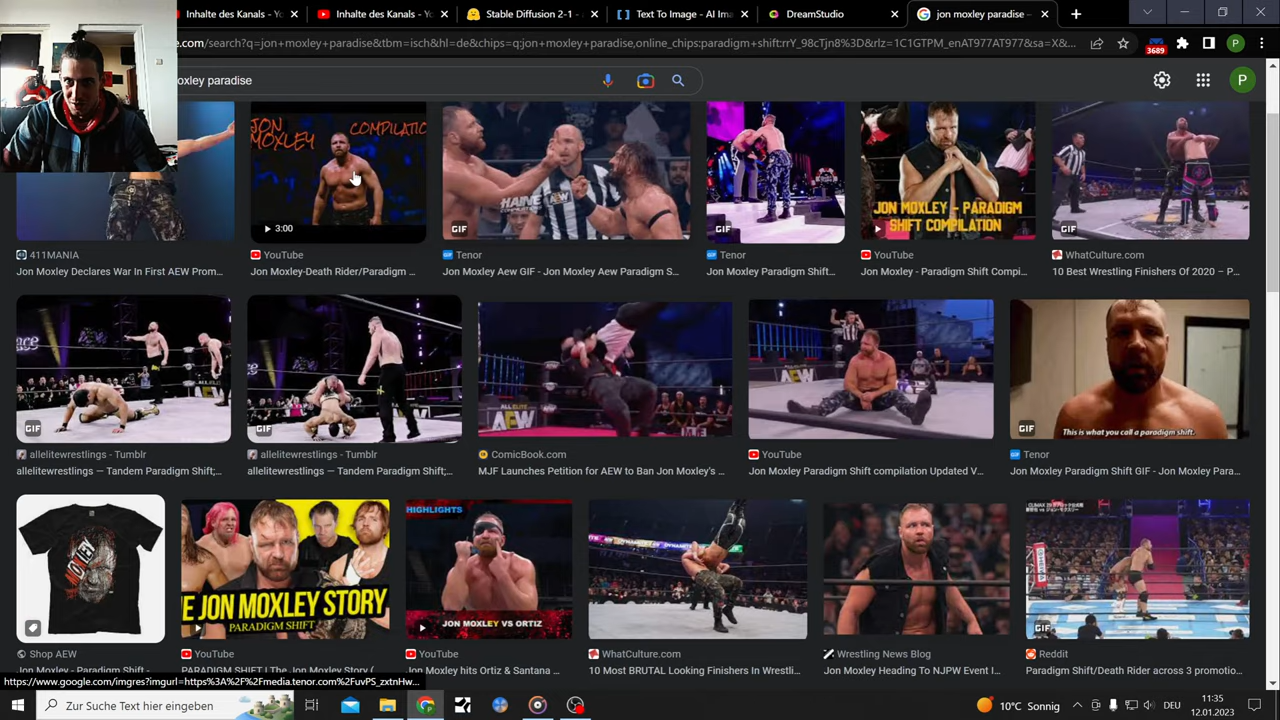 Inhalte des Kanals -
Inhalte des Kanals -
Stable Diffusion 2-1 - a
Text To Image - AI Ima
DreamStudio
jon moxley paradise –
.com/search?q=jon+moxley+paradise&tbm=isch&hl=de&chips=q:jon+moxley+paradise,online_chips:paradigm+shift:rrY_98cTjn8%3D&rlz=1C1GTPM_enAT977AT977&sa=X&...
3689
P
oxley paradise
P
JON MOXLEY
COMPILATIO
3:00
GIF
GIF
JON MOXLEY - PARADIGM
SHIFT COMPILATION
GIF
411MANIA
YouTube
Tenor
Tenor
YouTube
WhatCulture.com
Jon Moxley Declares War In First AEW Prom...
Jon Moxley-Death Rider/Paradigm ...
Jon Moxley Aew GIF - Jon Moxley Aew Paradigm S...
Jon Moxley Paradigm Shift...
Jon Moxley - Paradigm Shift Compi...
10 Best Wrestling Finishers Of 2020 – P...
GIF
GIF
ALL ELITE
AEW
AEW
This is what you call a paradigm shift.
GIF
allelitewrestlings — Tumblr
allelitewrestlings — Tumblr
ComicBook.com
YouTube
Tenor
allelitewrestlings — Tandem Paradigm Shift;...
allelitewrestlings — Tandem Paradigm Shift;...
MJF Launches Petition for AEW to Ban Jon Moxley's ...
Jon Moxley Paradigm Shift compilation Updated V...
Jon Moxley Paradigm Shift GIF - Jon Moxley Para...
MOXLEY
E JON MOXLEY STORY
PARADIGM SHIFT
HIGHLIGHTS
JON MOXLEY VS ORTIZ
GIF
Shop AEW
YouTube
YouTube
WhatCulture.com
Wrestling News Blog
Reddit
Jon Moxley - Paradigm Shift -
PARADIGM SHIFT | The Jon Moxley Story (
Jon Moxley hits Ortiz & Santana
10 Most BRUTAL Looking Finishers In Wrestli...
Jon Moxley Heading To NJPW Event I
Paradigm Shift/Death Rider across 3 promotio...
https://www.google.com/imgres?imgurl=https%3A%2F%2Fmedia.tenor.com%2FuvPS_zxtnHw...
Zur Suche Text hier eingeben
10°C Sonnig
DEU
11:35
12.01.2023